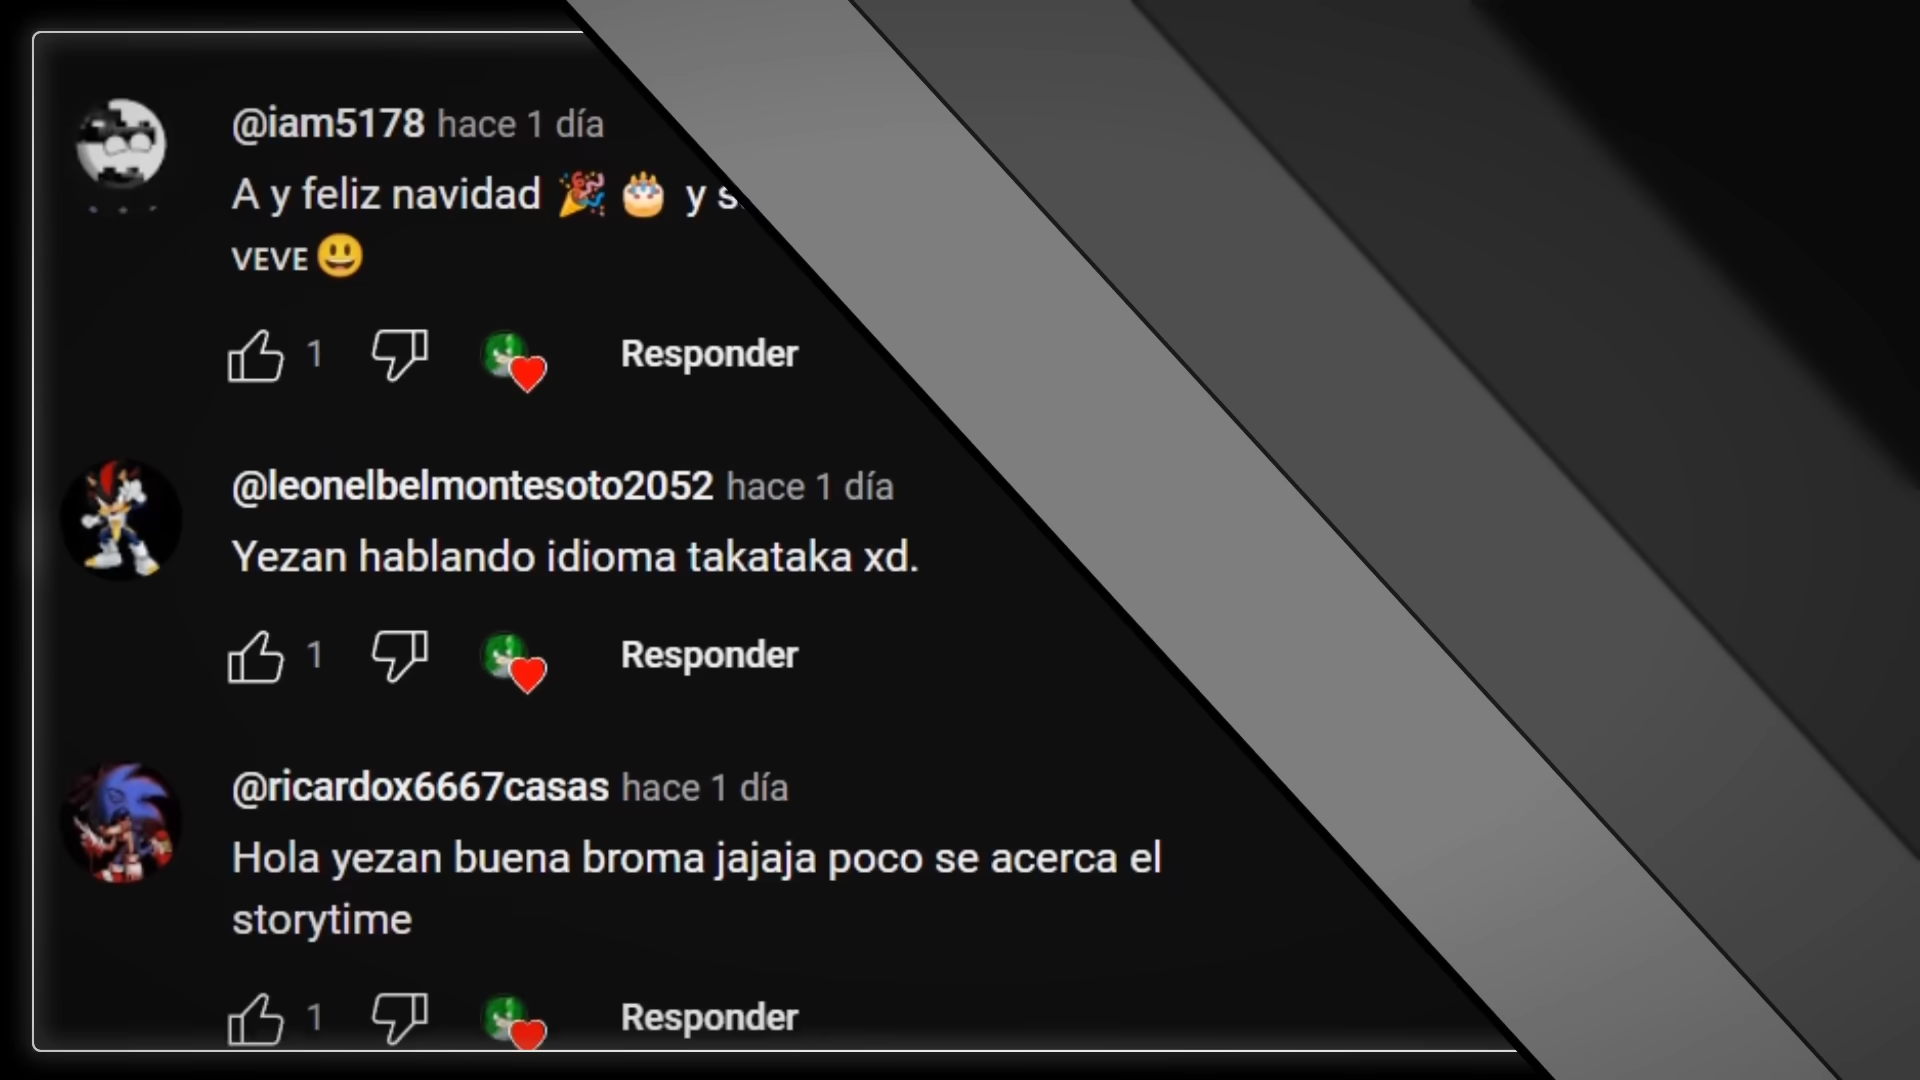 @iam5178 hace 1 día
A y feliz navidad 🎉 🎂 y
VEVE 😃
1 Responder
@leonelbelmontesoto2052 hace 1 día
Yezan hablando idioma takataka xd.
1 Responder
@ricardox6667casas hace 1 día
Hola yezan buena broma jajaja poco se acerca el
storytime
1 Responder